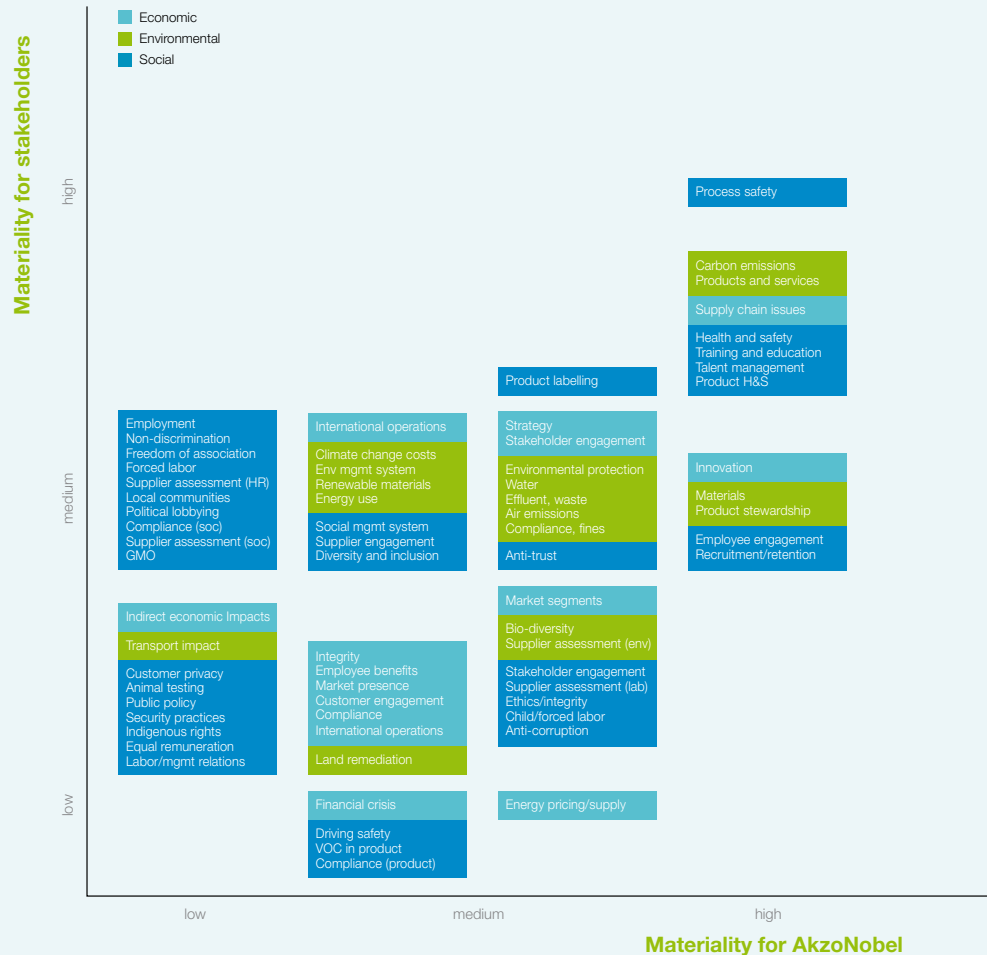 Materiality for stakeholders
Economic
Environmental
Social
high
medium
low
Process safety
Carbon emissions
Products and services
Supply chain issues
Health and safety
Training and education
Talent management
Product H&S
Product labelling
Employment
Non-discrimination
Freedom of association
Forced labor
Supplier assessment (HR)
Local communities
Political lobbying
Compliance (soc)
Supplier assessment (soc)
GMO
International operations
Climate change costs
Env mgmt system
Renewable materials
Energy use
Social mgmt system
Supplier engagement
Diversity and inclusion
Strategy
Stakeholder engagement
Environmental protection
Water
Effluent, waste
Air emissions
Compliance, fines
Anti-trust
Innovation
Materials
Product stewardship
Employee engagement
Recruitment/retention
Indirect economic Impacts
Transport impact
Customer privacy
Animal testing
Public policy
Security practices
Indigenous rights
Equal remuneration
Labor/mgmt relations
Integrity
Employee benefits
Market presence
Customer engagement
Compliance
International operations
Land remediation
Market segments
Bio-diversity
Supplier assessment (env)
Stakeholder engagement
Supplier assessment (lab)
Ethics/integrity
Child/forced labor
Anti-corruption
Financial crisis
Driving safety
VOC in product
Compliance (product)
Energy pricing/supply
low
medium
high
Materiality for AkzoNobel